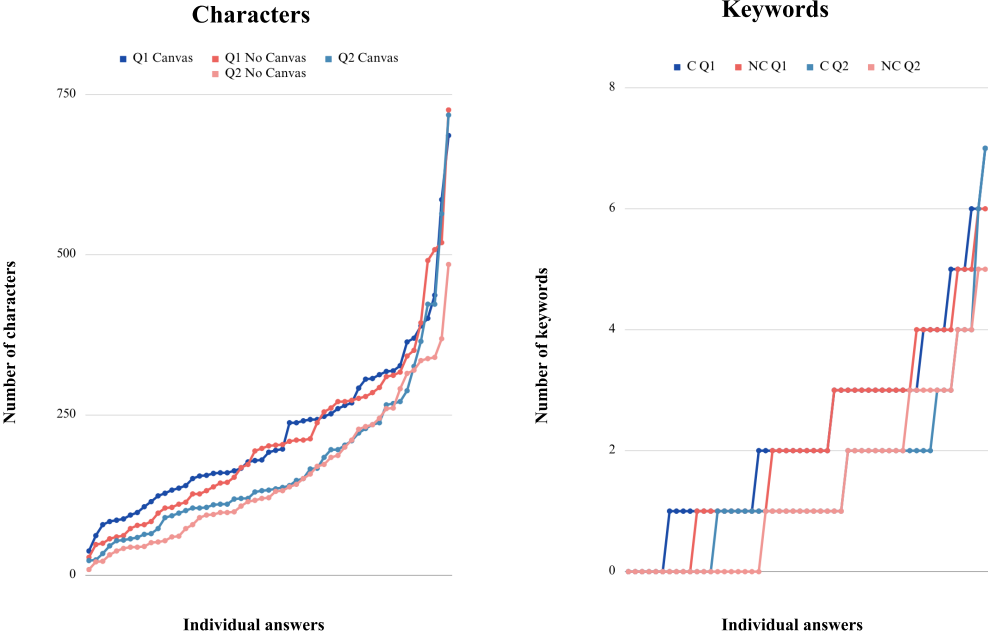 Characters
Q1 Canvas Q1 No Canvas Q2 Canvas
Q2 No Canvas
750
500
250
0
Number of characters
Individual answers
Keywords
C Q1 NC Q1 C Q2 NC Q2
8
6
4
2
0
Number of keywords
Individual answers